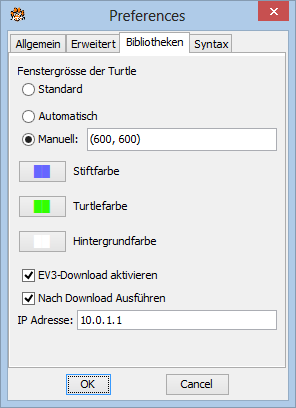 Preferences
Allgemein Erweitert Bibliotheken Syntax
Fenstergrösse der Turtle
Standard
Automatisch
Manuell: (600, 600)
Stiftfarbe
Turtlefarbe
Hintergrundfarbe
EV3-Download aktivieren
Nach Download Ausführen
IP Adresse: 10.0.1.1
OK Cancel